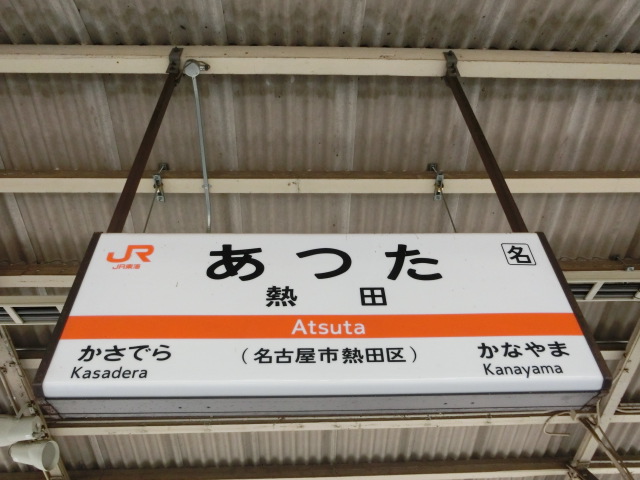 JR
JR東海
あつた
名
熱田
Atsuta
かさでら
(名古屋市熱田区)
かなやま
Kasadera
Kanayama